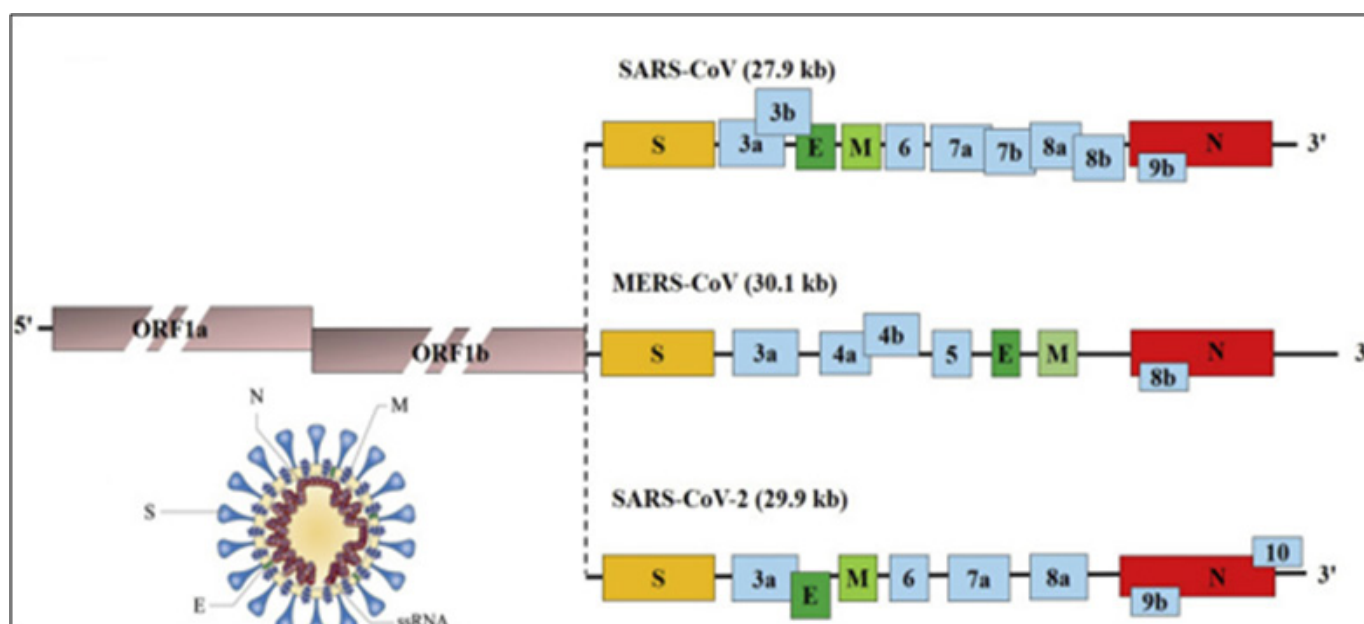 SARS-CoV (27.9 kb)
S 3a 3b E M 6 7a 7b 8a 8b 9b N 3'
MERS-CoV (30.1 kb)
5' ORF1a ORF1b
S 3a 4a 4b 5 E M 8b N 3'
N M
S
E ssRNA
SARS-CoV-2 (29.9 kb)
S 3a E M 6 7a 8a 9b N 10 3'